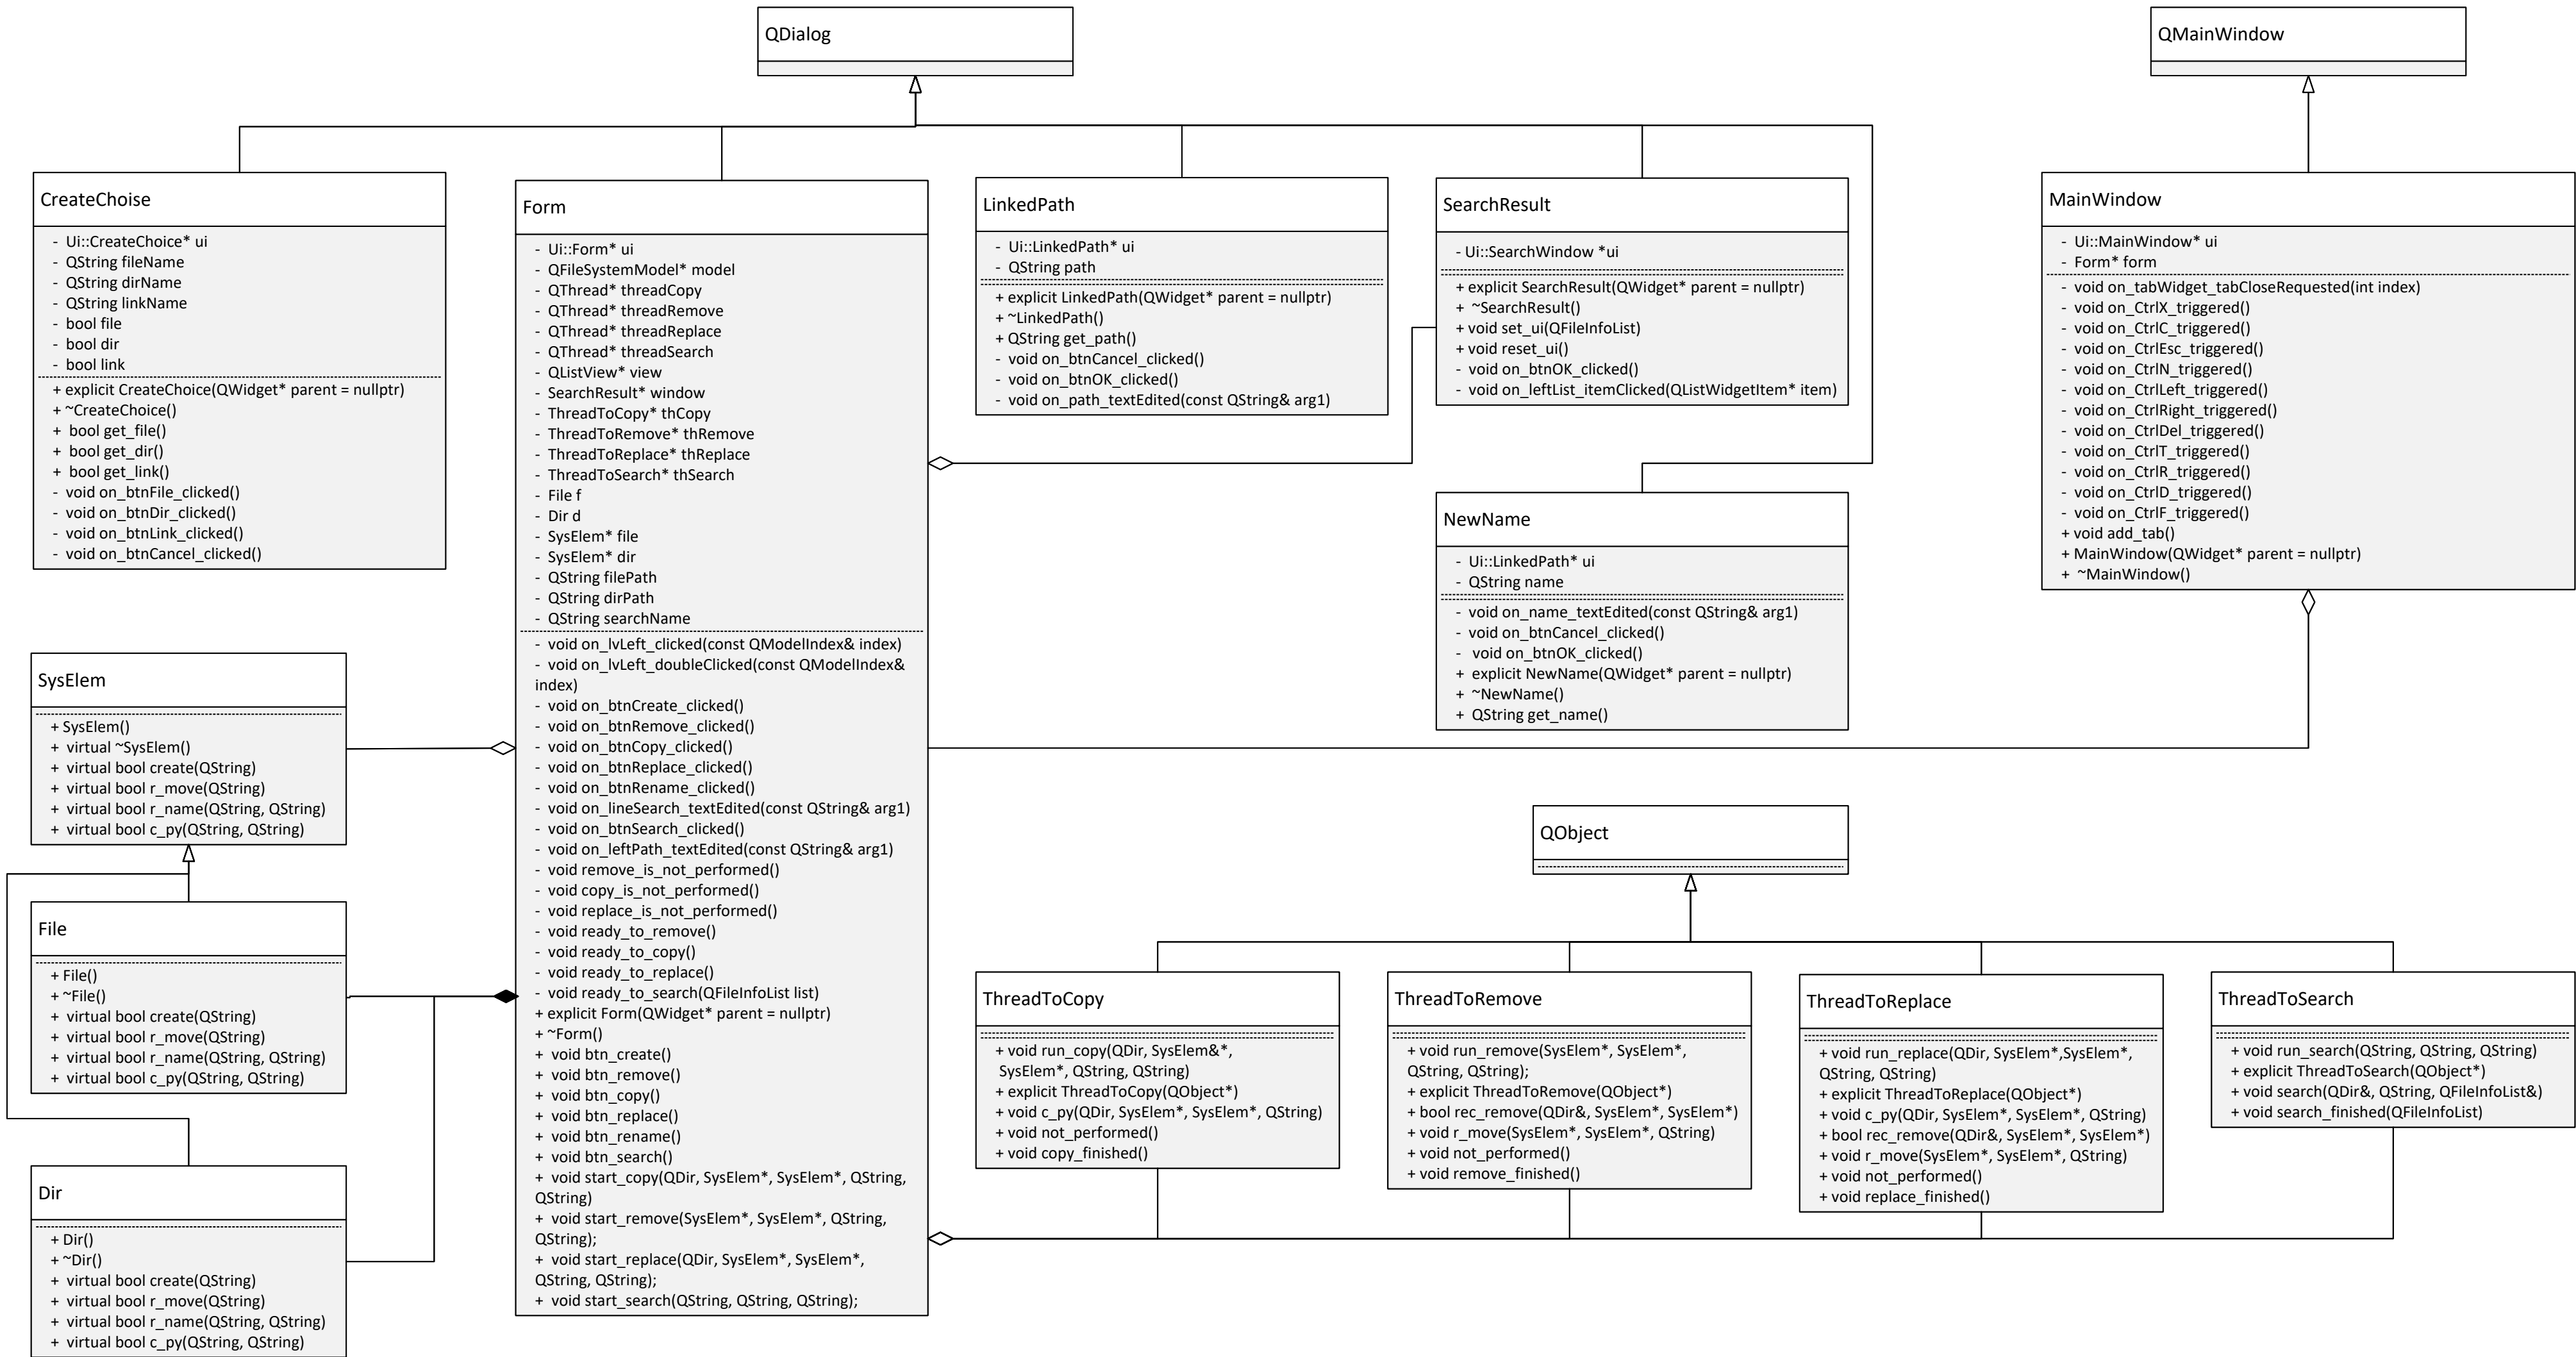 QDialog
QMainWindow
CreateChoise
- Ui::CreateChoice* ui
- QString fileName
- QString dirName
- QString linkName
- bool file
- bool dir
- bool link
+ explicit CreateChoice(QWidget* parent = nullptr)
+ ~CreateChoice()
+ bool get_file()
+ bool get_dir()
+ bool get_link()
- void on_btnFile_clicked()
- void on_btnDir_clicked()
- void on_btnLink_clicked()
- void on_btnCancel_clicked()
Form
- Ui::Form* ui
- QFileSystemModel* model
- QThread* threadCopy
- QThread* threadRemove
- QThread* threadReplace
- QThread* threadSearch
- QListView* view
- SearchResult* window
- ThreadToCopy* thCopy
- ThreadToRemove* thRemove
- ThreadToReplace* thReplace
- ThreadToSearch* thSearch
- File f
- Dir d
- SysElem* file
- SysElem* dir
- QString filePath
- QString dirPath
- QString searchName
- void on_lvLeft_clicked(const QModelIndex& index)
- void on_lvLeft_doubleClicked(const QModelIndex&
index)
- void on_btnCreate_clicked()
- void on_btnRemove_clicked()
- void on_btnCopy_clicked()
- void on_btnReplace_clicked()
- void on_btnRename_clicked()
- void on_lineSearch_textEdited(const QString& arg1)
- void on_btnSearch_clicked()
- void on_leftPath_textEdited(const QString& arg1)
- void remove_is_not_performed()
- void copy_is_not_performed()
- void replace_is_not_performed()
- void ready_to_remove()
- void ready_to_copy()
- void ready_to_replace()
- void ready_to_search(QFileInfoList list)
+ explicit Form(QWidget* parent = nullptr)
+ ~Form()
+ void btn_create()
+ void btn_remove()
+ void btn_copy()
+ void btn_replace()
+ void btn_rename()
+ void btn_search()
+ void start_copy(QDir, SysElem*, SysElem*, QString,
QString)
+ void start_remove(SysElem*, SysElem*, QString,
QString);
+ void start_replace(QDir, SysElem*, SysElem*,
QString, QString);
+ void start_search(QString, QString, QString);
LinkedPath
- Ui::LinkedPath* ui
- QString path
+ explicit LinkedPath(QWidget* parent = nullptr)
+ ~LinkedPath()
+ QString get_path()
- void on_btnCancel_clicked()
- void on_btnOK_clicked()
- void on_path_textEdited(const QString& arg1)
SearchResult
- Ui::SearchWindow *ui
+ explicit SearchResult(QWidget* parent = nullptr)
+ ~SearchResult()
+ void set_ui(QFileInfoList)
+ void reset_ui()
- void on_btnOK_clicked()
- void on_leftList_itemClicked(QListWidgetItem* item)
MainWindow
- Ui::MainWindow* ui
- Form* form
- void on_tabWidget_tabCloseRequested(int index)
- void on_CtrlX_triggered()
- void on_CtrlC_triggered()
- void on_CtrlEsc_triggered()
- void on_CtrlN_triggered()
- void on_CtrlLeft_triggered()
- void on_CtrlRight_triggered()
- void on_CtrlDel_triggered()
- void on_CtrlT_triggered()
- void on_CtrlR_triggered()
- void on_CtrlD_triggered()
- void on_CtrlF_triggered()
+ void add_tab()
+ MainWindow(QWidget* parent = nullptr)
+ ~MainWindow()
NewName
- Ui::LinkedPath* ui
- QString name
- void on_name_textEdited(const QString& arg1)
- void on_btnCancel_clicked()
- void on_btnOK_clicked()
+ explicit NewName(QWidget* parent = nullptr)
+ ~NewName()
+ QString get_name()
SysElem
+ SysElem()
+ virtual ~SysElem()
+ virtual bool create(QString)
+ virtual bool r_move(QString)
+ virtual bool r_name(QString, QString)
+ virtual bool c_py(QString, QString)
File
+ File()
+ ~File()
+ virtual bool create(QString)
+ virtual bool r_move(QString)
+ virtual bool r_name(QString, QString)
+ virtual bool c_py(QString, QString)
Dir
+ Dir()
+ ~Dir()
+ virtual bool create(QString)
+ virtual bool r_move(QString)
+ virtual bool r_name(QString, QString)
+ virtual bool c_py(QString, QString)
QObject
ThreadToCopy
+ void run_copy(QDir, SysElem&*,
SysElem*, QString, QString)
+ explicit ThreadToCopy(QObject*)
+ void c_py(QDir, SysElem*, SysElem*, QString)
+ void not_performed()
+ void copy_finished()
ThreadToRemove
+ void run_remove(SysElem*, SysElem*,
QString, QString);
+ explicit ThreadToRemove(QObject*)
+ bool rec_remove(QDir&, SysElem*, SysElem*)
+ void r_move(SysElem*, SysElem*, QString)
+ void not_performed()
+ void remove_finished()
ThreadToReplace
+ void run_replace(QDir, SysElem*,SysElem*,
QString, QString)
+ explicit ThreadToReplace(QObject*)
+ void c_py(QDir, SysElem*, SysElem*, QString)
+ bool rec_remove(QDir&, SysElem*, SysElem*)
+ void r_move(SysElem*, SysElem*, QString)
+ void not_performed()
+ void replace_finished()
ThreadToSearch
+ void run_search(QString, QString, QString)
+ explicit ThreadToSearch(QObject*)
+ void search(QDir&, QString, QFileInfoList&)
+ void search_finished(QFileInfoList)